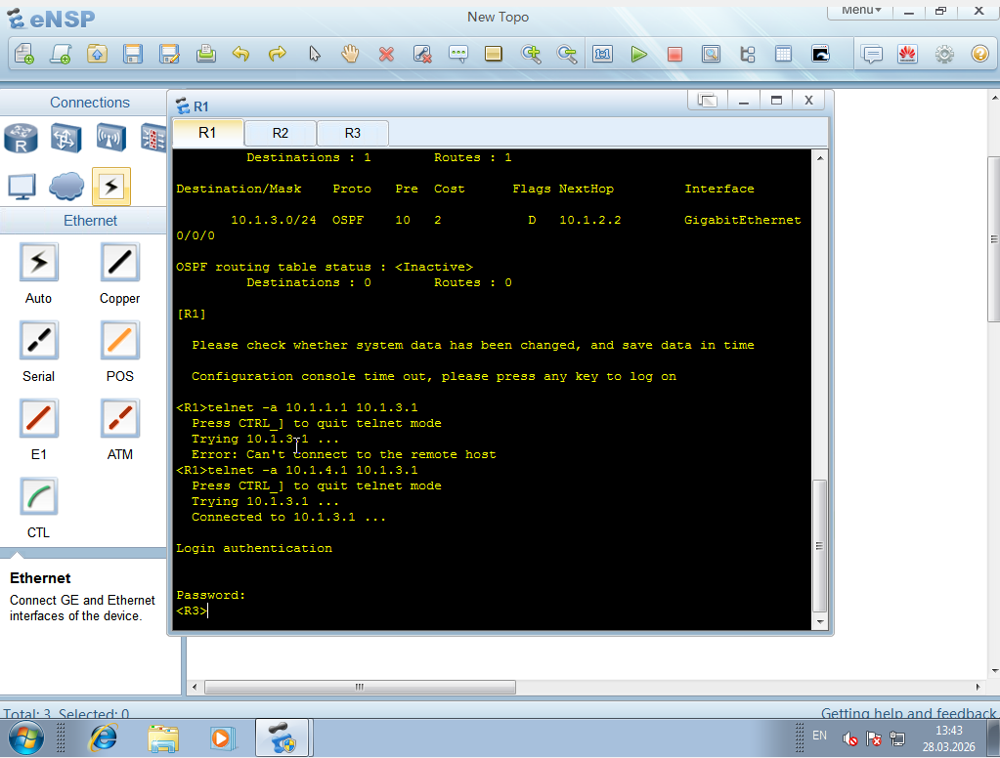 eNSP
New Topo
Menu
Connections
R1
R1 R2 R3
Destinations : 1 Routes : 1
Destination/Mask Proto Pre Cost Flags NextHop Interface
10.1.3.0/24 OSPF 10 2 D 10.1.2.2 GigabitEthernet
0/0/0
OSPF routing table status : <Inactive>
Destinations : 0 Routes : 0
[R1]
Please check whether system data has been changed, and save data in time
Configuration console time out, please press any key to log on
<R1>telnet -a 10.1.1.1 10.1.3.1
Press CTRL_] to quit telnet mode
Trying 10.1.3.1 ...
Error: Can't connect to the remote host
<R1>telnet -a 10.1.4.1 10.1.3.1
Press CTRL_] to quit telnet mode
Trying 10.1.3.1 ...
Connected to 10.1.3.1 ...
Login authentication
Password:
<R3>
R
Ethernet
Auto Copper
Serial POS
E1 ATM
CTL
Ethernet
Connect GE and Ethernet
interfaces of the device.
Total: 3 Selected: 0
Getting help and feedback
EN
13:43
28.03.2026